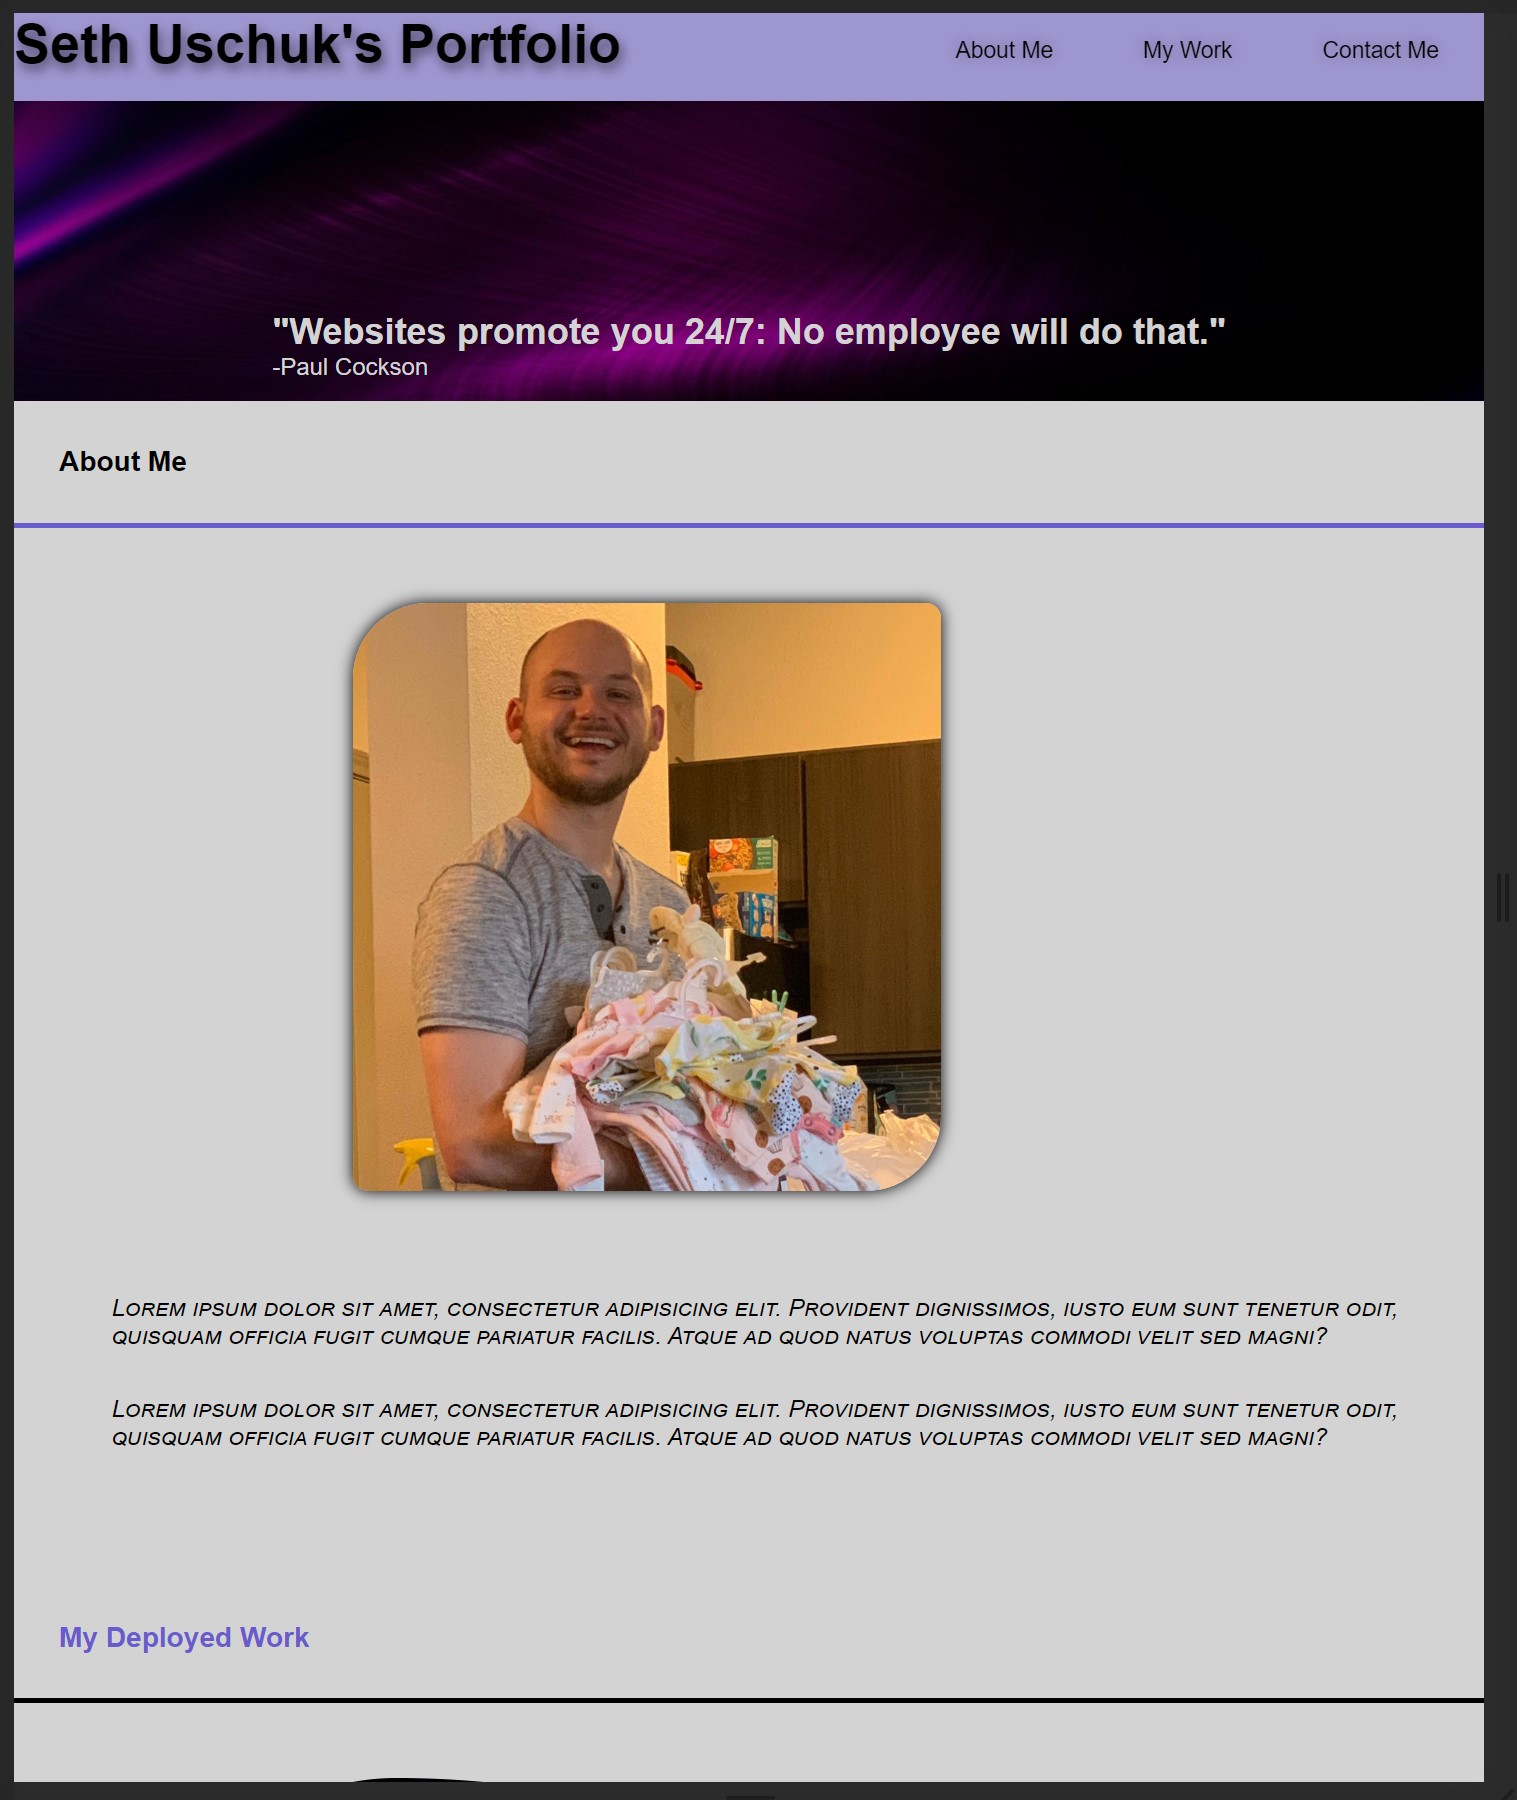 Seth Uschuk's Portfolio
About Me
My Work
Contact Me
"Websites promote you 24/7: No employee will do that."
-Paul Cockson
About Me
Lorem ipsum dolor sit amet, consectetur adipisicing elit. Provident dignissimos, iusto eum sunt tenetur odit,
quisquam officia fugit cumque pariatur facilis. Atque ad quod natus voluptas commodi velit sed magni?
Lorem ipsum dolor sit amet, consectetur adipisicing elit. Provident dignissimos, iusto eum sunt tenetur odit,
quisquam officia fugit cumque pariatur facilis. Atque ad quod natus voluptas commodi velit sed magni?
My Deployed Work